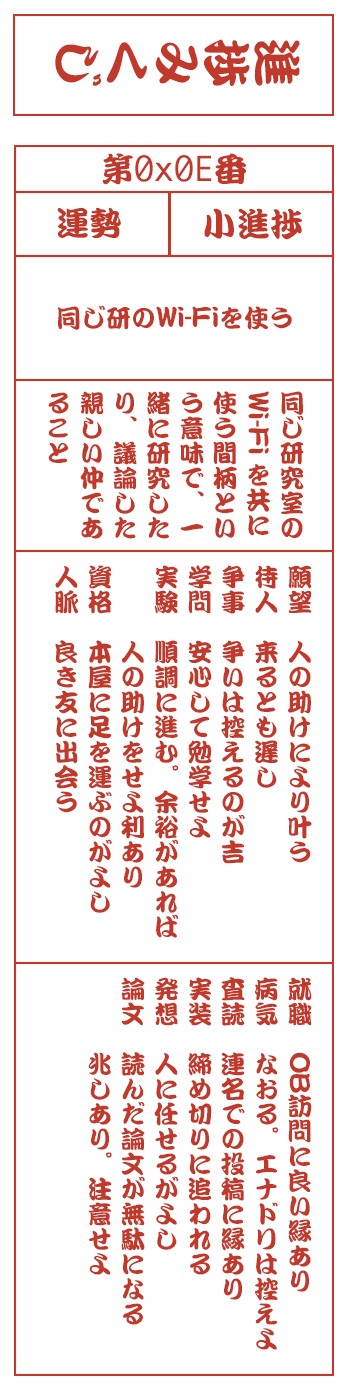 進捗みくじ
第0x0E番
小進捗
運勢
同じ研のWi-Fiを使う
同じ研究室の
Wi-Fiを共に
使う間柄とい
う意味で、一
緒に研究した
り、議論した
親しい仲であ
ること
願望　人の助けにより叶う
待人　来るとも遅し
争事　争いは控えるのが吉
学問　安心して勉学せよ
実験　順調に進む。余裕があれば
人の助けをせよ利あり
資格　本屋に足を運ぶのがよし
人脈　良き友に出会う
就職　OB訪問に良い縁あり
病気　なおる。エナドリは控えよ
査読　連名での投稿に縁あり
実装　締め切りに追われる
発想　人に任せるがよし
論文　読んだ論文が無駄になる
兆しあり。注意せよ